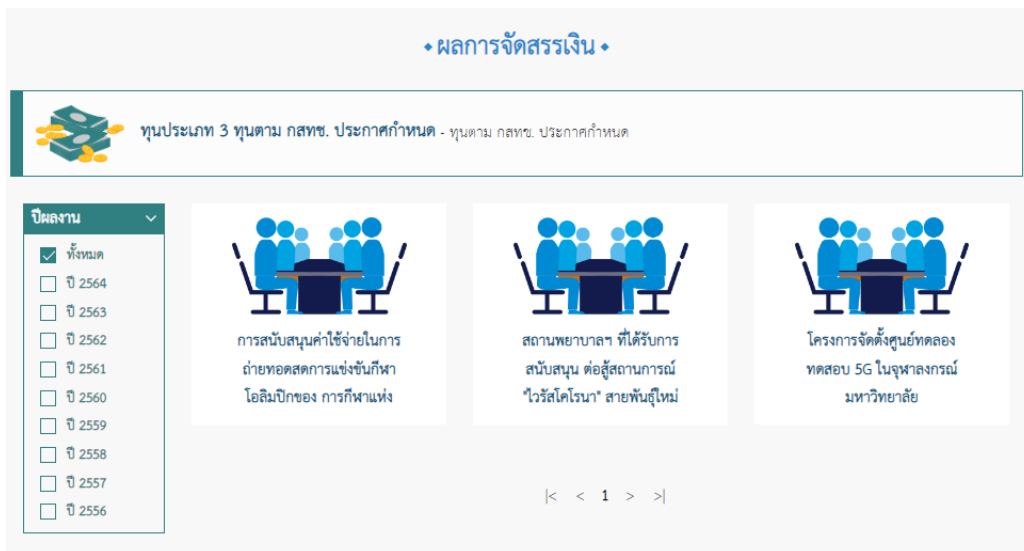 ผลการจัดสรรเงิน
ทุนประเภท 3 ทุนตาม กสทช. ประกาศกำหนด - ทุนตาม กสทช. ประกาศกำหนด
ปีผลงาน
ทั้งหมด
ปี 2564
ปี 2563
ปี 2562
ปี 2561
ปี 2560
ปี 2559
ปี 2558
ปี 2557
ปี 2556
การสนับสนุนค่าใช้จ่ายในการ
ถ่ายทอดสดการแข่งขันกีฬา
โอลิมปิกของ การกีฬาแห่ง
สถานพยาบาลฯ ที่ได้รับการ
สนับสนุน ต่อสู้สถานการณ์
"ไวรัสโคโรนา" สายพันธุ์ใหม่
โครงการจัดตั้งศูนย์ทดลอง
ทดสอบ 5G ในจุฬาลงกรณ์
มหาวิทยาลัย
|< < 1 > >|